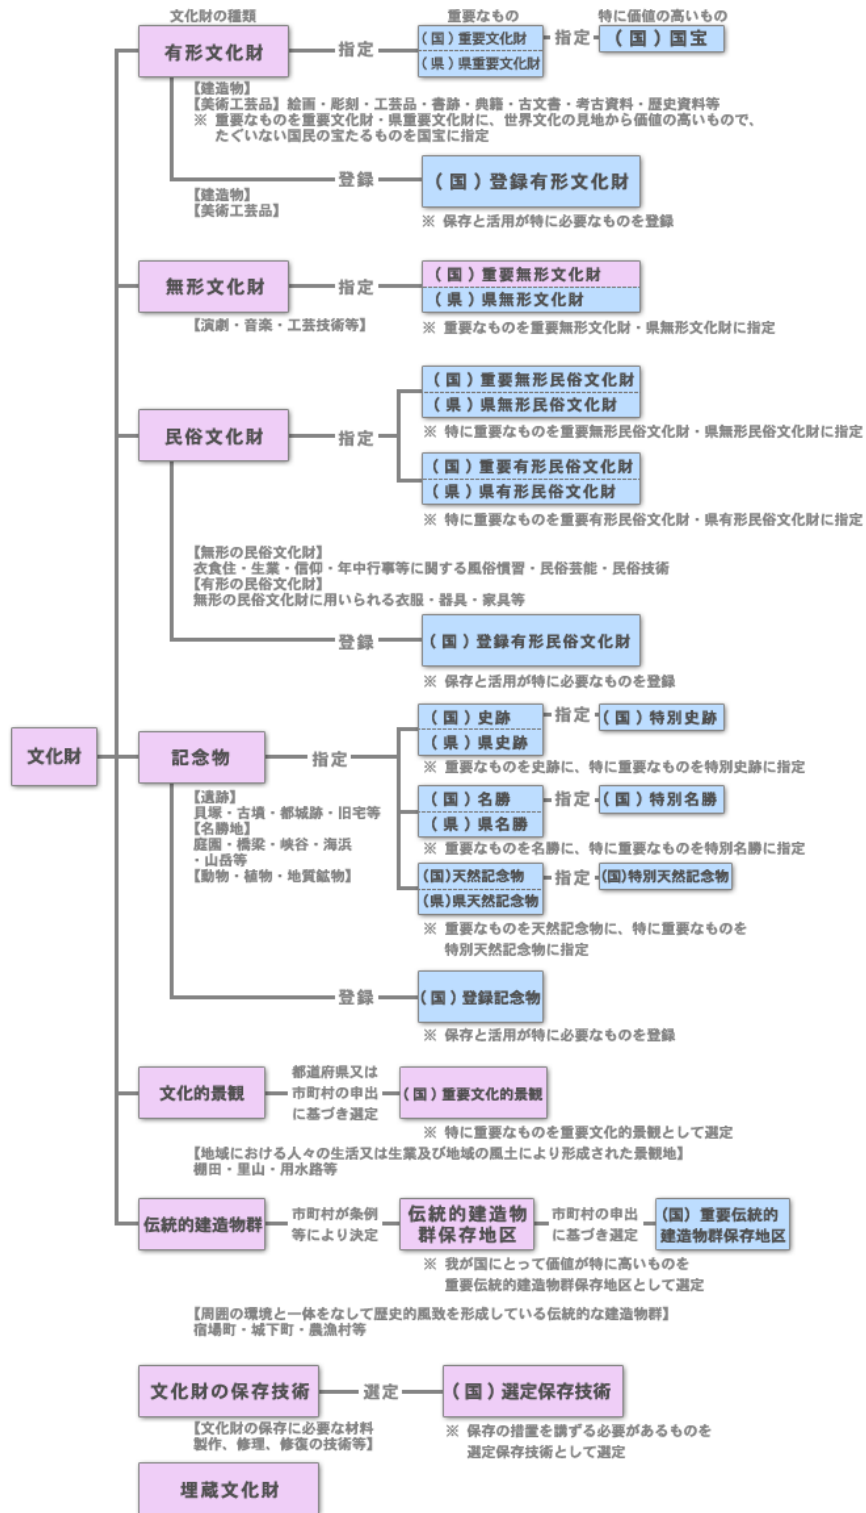 文化財の種類
重要なもの
特に価値の高いもの
有形文化財
指定
(国)重要文化財
(県)県重要文化財
指定
(国)国宝
【建造物】
【美術工芸品】絵画・彫刻・工芸品・書跡・典籍・古文書・考古資料・歴史資料等
※ 重要なものを重要文化財・県重要文化財に、世界文化の見地から価値の高いもので、
たぐいない国民の宝たるものを国宝に指定
登録
(国)登録有形文化財
【建造物】
【美術工芸品】
※ 保存と活用が特に必要なものを登録
無形文化財
指定
(国)重要無形文化財
(県)県無形文化財
【演劇・音楽・工芸技術等】
※ 重要なものを重要無形文化財・県無形文化財に指定
民俗文化財
指定
(国)重要無形民俗文化財
(県)県無形民俗文化財
※ 特に重要なものを重要無形民俗文化財・県無形民俗文化財に指定
(国)重要有形民俗文化財
(県)県有形民俗文化財
※ 特に重要なものを重要有形民俗文化財・県有形民俗文化財に指定
【無形の民俗文化財】
衣食住・生業・信仰・年中行事等に関する風俗慣習・民俗芸能・民俗技術
【有形の民俗文化財】
無形の民俗文化財に用いられる衣服・器具・家具等
登録
(国)登録有形民俗文化財
※ 保存と活用が特に必要なものを登録
文化財
記念物
指定
(国)史跡
(県)県史跡
指定
(国)特別史跡
※ 重要なものを史跡に、特に重要なものを特別史跡に指定
【遺跡】
貝塚・古墳・都城跡・旧宅等
【名勝地】
庭園・橋梁・峡谷・海浜
・山岳等
【動物・植物・地質鉱物】
(国)名勝
(県)県名勝
指定
(国)特別名勝
※ 重要なものを名勝に、特に重要なものを特別名勝に指定
(国)天然記念物
(県)県天然記念物
指定
(国)特別天然記念物
※ 重要なものを天然記念物に、特に重要なものを
特別天然記念物に指定
登録
(国)登録記念物
※ 保存と活用が特に必要なものを登録
文化的景観
都道府県又は
市町村の申出
に基づき選定
(国)重要文化的景観
※ 特に重要なものを重要文化的景観として選定
【地域における人々の生活又は生業及び地域の風土により形成された景観地】
棚田・里山・用水路等
伝統的建造物群
市町村が条例
等により決定
伝統的建造物
群保存地区
市町村の申出
に基づき選定
(国)重要伝統的
建造物群保存地区
※ 我が国にとって価値が特に高いものを
重要伝統的建造物群保存地区として選定
【周囲の環境と一体をなして歴史的風致を形成している伝統的な建造物群】
宿場町・城下町・農漁村等
文化財の保存技術
選定
(国)選定保存技術
【文化財の保存に必要な材料
製作、修理、修復の技術等】
※ 保存の措置を講ずる必要があるものを
選定保存技術として選定
埋蔵文化財